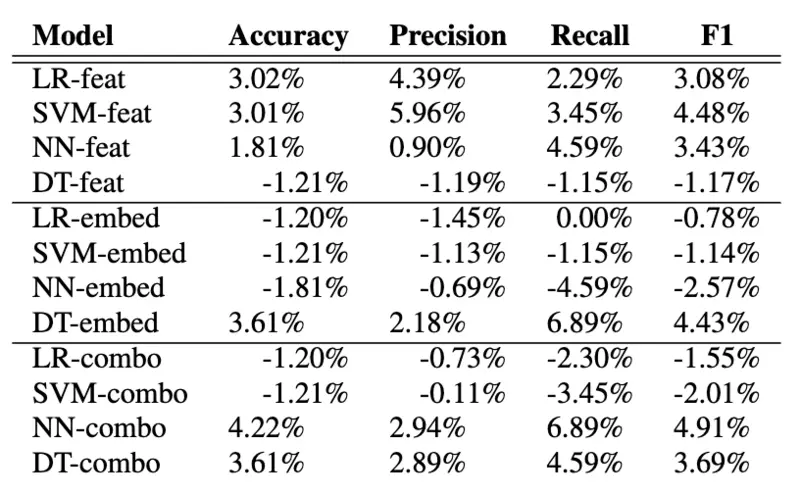 Model Accuracy Precision Recall F1
LR-feat 3.02% 4.39% 2.29% 3.08%
SVM-feat 3.01% 5.96% 3.45% 4.48%
NN-feat 1.81% 0.90% 4.59% 3.43%
DT-feat -1.21% -1.19% -1.15% -1.17%
LR-embed -1.20% -1.45% 0.00% -0.78%
SVM-embed -1.21% -1.13% -1.15% -1.14%
NN-embed -1.81% -0.69% -4.59% -2.57%
DT-embed 3.61% 2.18% 6.89% 4.43%
LR-combo -1.20% -0.73% -2.30% -1.55%
SVM-combo -1.21% -0.11% -3.45% -2.01%
NN-combo 4.22% 2.94% 6.89% 4.91%
DT-combo 3.61% 2.89% 4.59% 3.69%